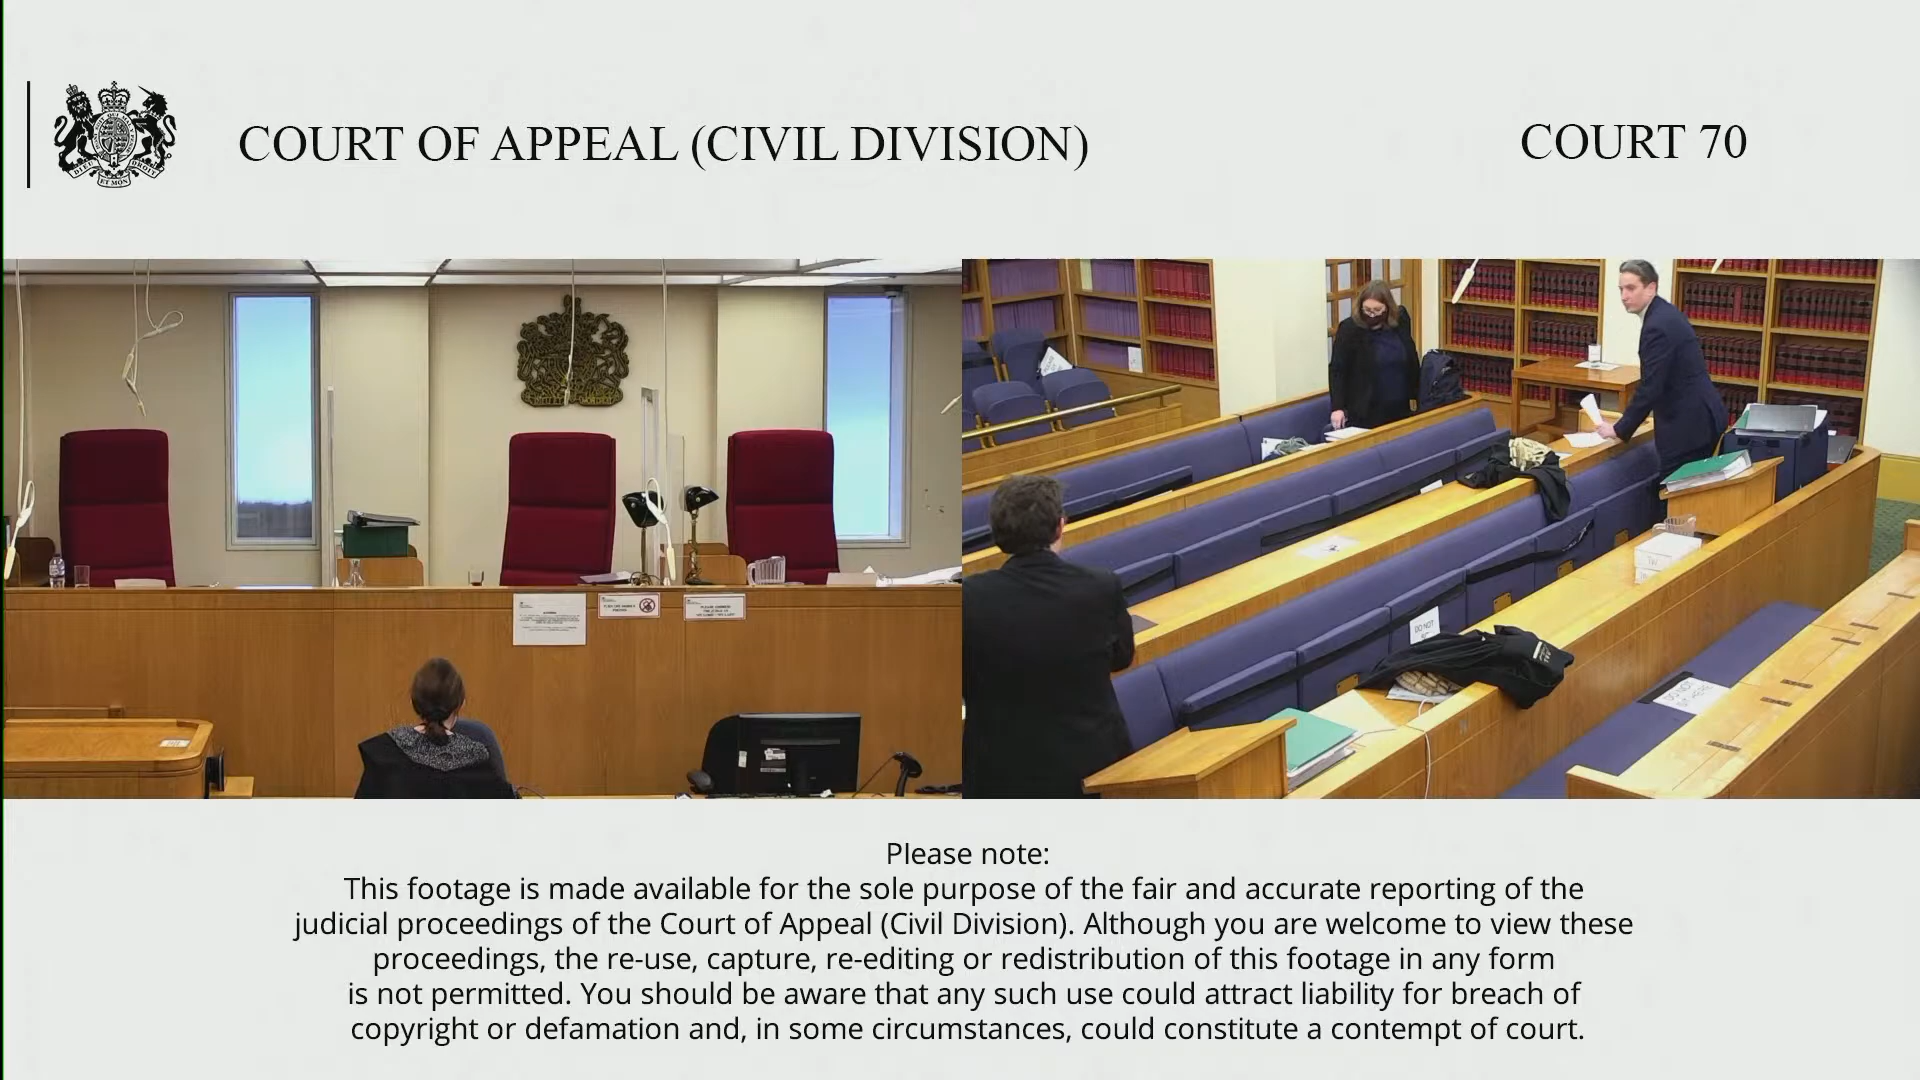 COURT OF APPEAL (CIVIL DIVISION)
COURT 70
ET MON
DO NOT
Please note:
This footage is made available for the sole purpose of the fair and accurate reporting of the
judicial proceedings of the Court of Appeal (Civil Division). Although you are welcome to view these
proceedings, the re-use, capture, re-editing or redistribution of this footage in any form
is not permitted. You should be aware that any such use could attract liability for breach of
copyright or defamation and, in some circumstances, could constitute a contempt of court.